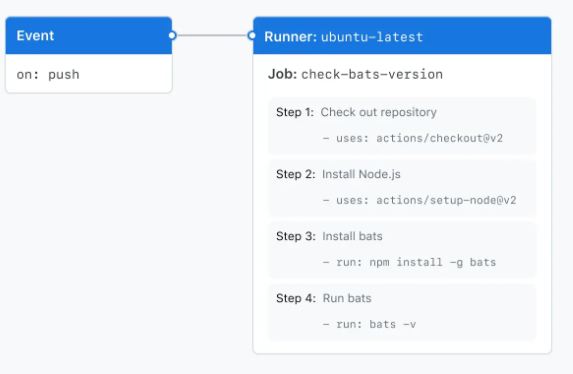 Event
on: push
Runner: ubuntu-latest
Job: check-bats-version
Step 1: Check out repository
- uses: actions/checkout@v2
Step 2: Install Node.js
- uses: actions/setup-node@v2
Step 3: Install bats
- run: npm install -g bats
Step 4: Run bats
- run: bats -v